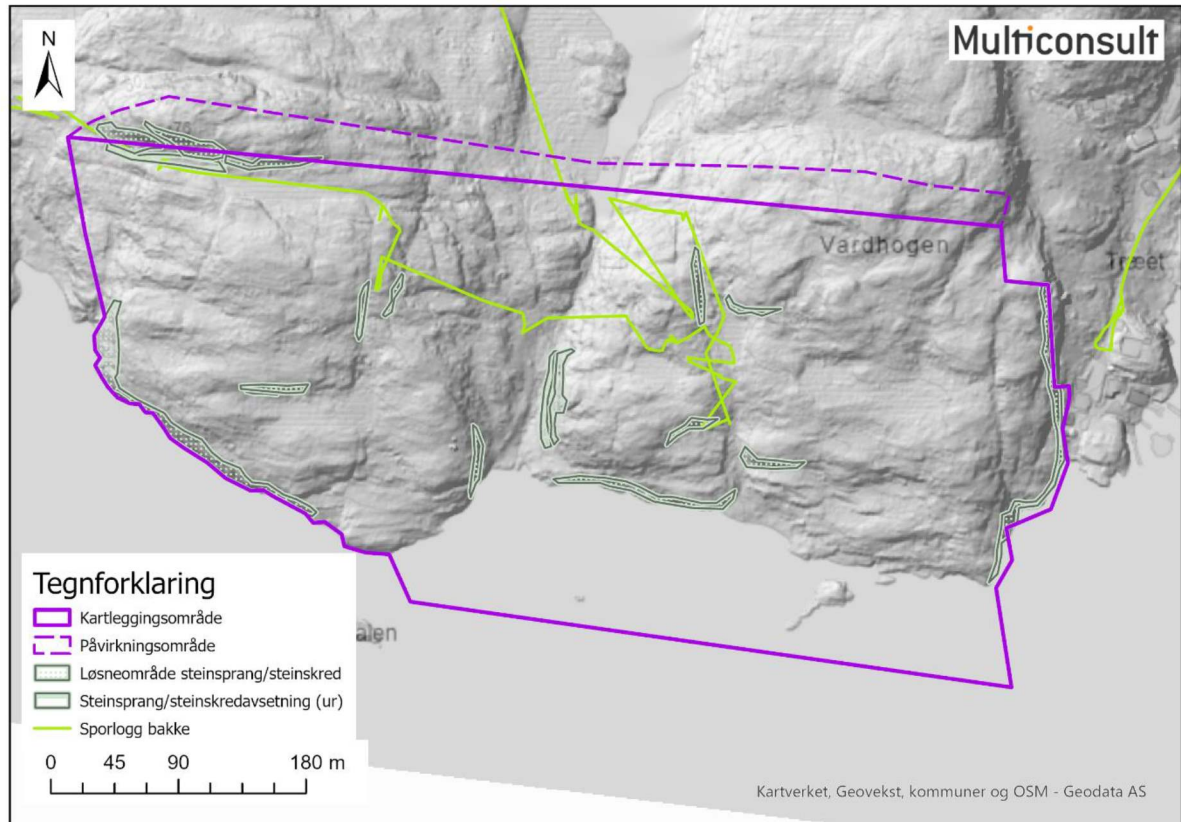 N
Multiconsult
Vardhogen
Træet
alen
Tegnforklaring
Kartleggingsområde
Påvirkningsområde
Løsneområde steinsprang/steinskred
Steinsprang/steinskredavsetning (ur)
Sporlogg bakke
0 45 90 180 m
Kartverket, Geovekst, kommuner og OSM - Geodata AS